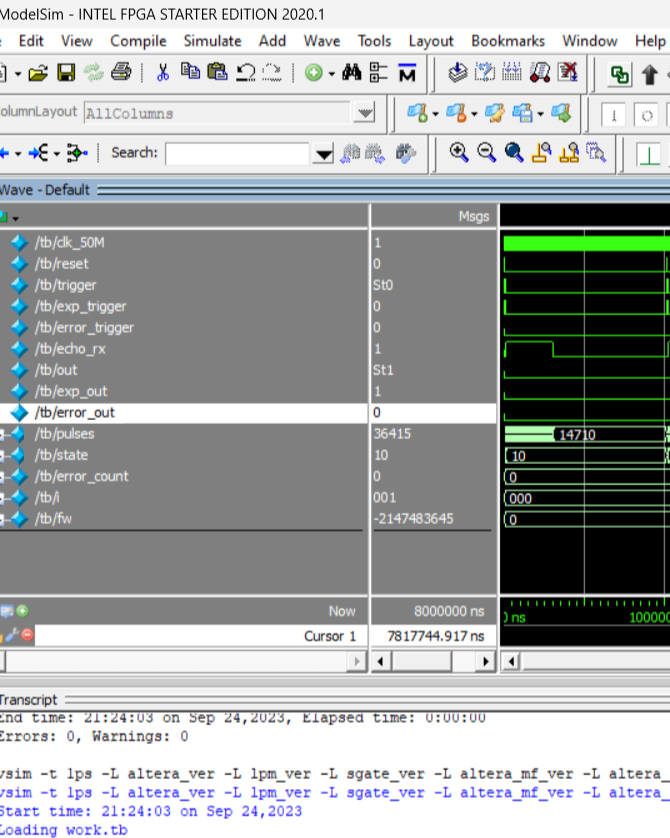 ModelSim - INTEL FPGA STARTER EDITION 2020.1
Edit View Compile Simulate Add Wave Tools Layout Bookmarks Window Help
olumnLayout AllColumns
Search:
Wave - Default
Msgs
/tb/clk_50M 1
/tb/reset 0
/tb/trigger St0
/tb/exp_trigger 0
/tb/error_trigger 0
/tb/echo_rx 1
/tb/out St1
/tb/exp_out 1
/tb/error_out 0
/tb/pulses 36415 14710
/tb/state 10 10
/tb/error_count 0 0
/tb/i 001 000
/tb/fw -2147483645 0
Now 8000000 ns ns 100000
Cursor 1 7817744.917 ns
Transcript
End time: 21:24:03 on Sep 24,2023, Elapsed time: 0:00:00
Errors: 0, Warnings: 0
vsim -t 1ps -L altera_ver -L lpm_ver -L sgate_ver -L altera_mf_ver -L altera_
vsim -t 1ps -L altera_ver -L lpm_ver -L sgate_ver -L altera_mf_ver -L altera_
Start time: 21:24:03 on Sep 24,2023
Loading work.tb